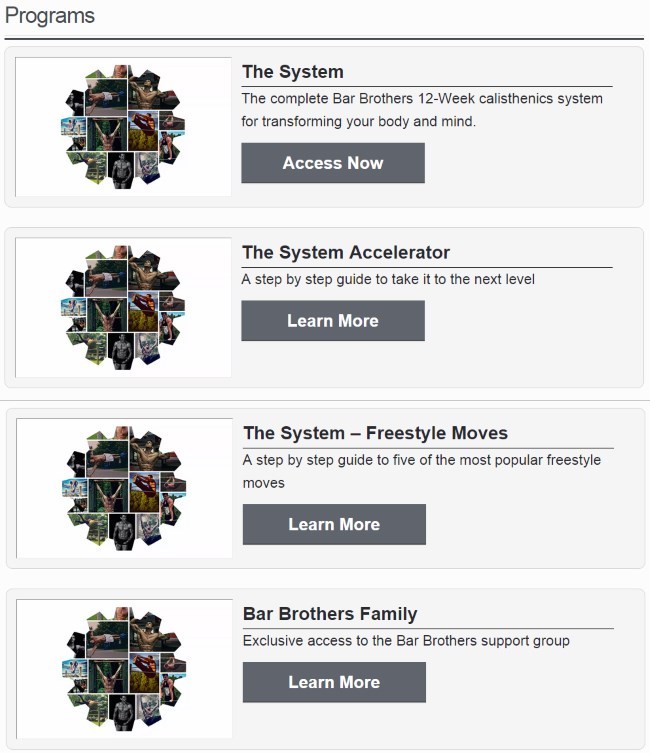 Programs
The System
The complete Bar Brothers 12-Week calisthenics system
for transforming your body and mind.
Access Now
The System Accelerator
A step by step guide to take it to the next level
Learn More
The System – Freestyle Moves
A step by step guide to five of the most popular freestyle
moves
Learn More
Bar Brothers Family
Exclusive access to the Bar Brothers support group
Learn More